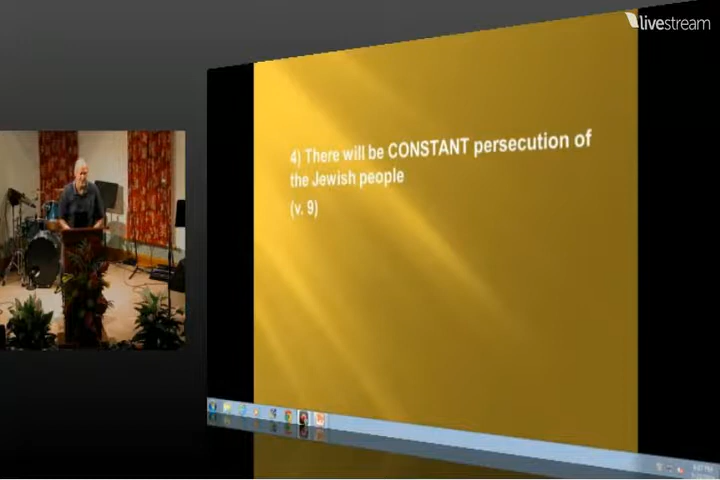 livestream
4) There will be CONSTANT persecution of
the Jewish people
(v. 9)